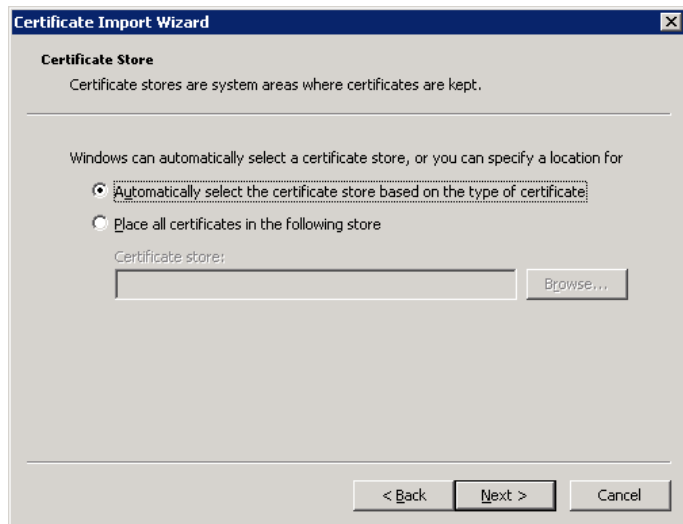 Certificate Import Wizard
Certificate Store
Certificate stores are system areas where certificates are kept.
Windows can automatically select a certificate store, or you can specify a location for
Automatically select the certificate store based on the type of certificate
Place all certificates in the following store
Certificate store:
Browse...
< Back Next > Cancel